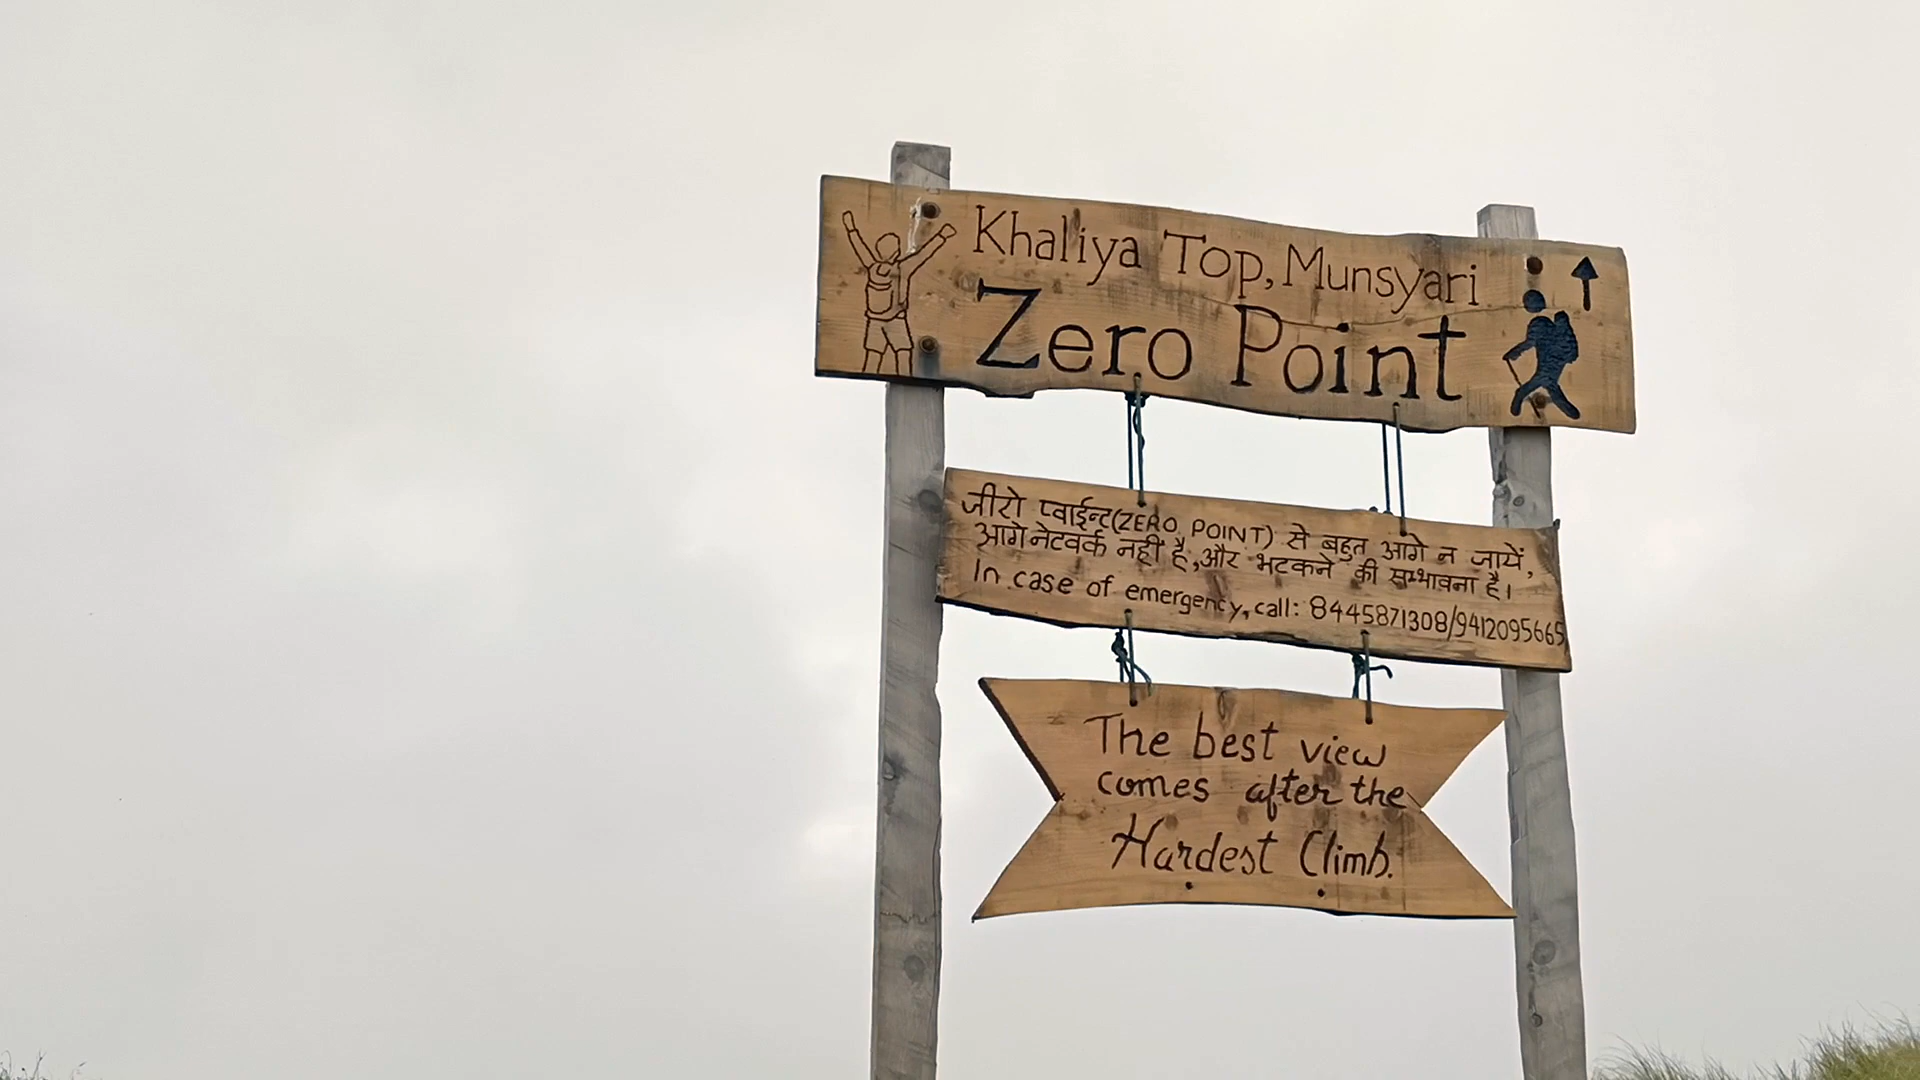 Khaliya Top, Munsyari
Zero Point
जीरो प्वाईन्ट(ZERO POINT) से बहुत आगे न जायें,
आगे नेटवर्क नहीं है, और भटकने की सम्भावना है।
In case of emergency, call: 8445871308/9412095665
The best view
comes after the
Hardest Climb.